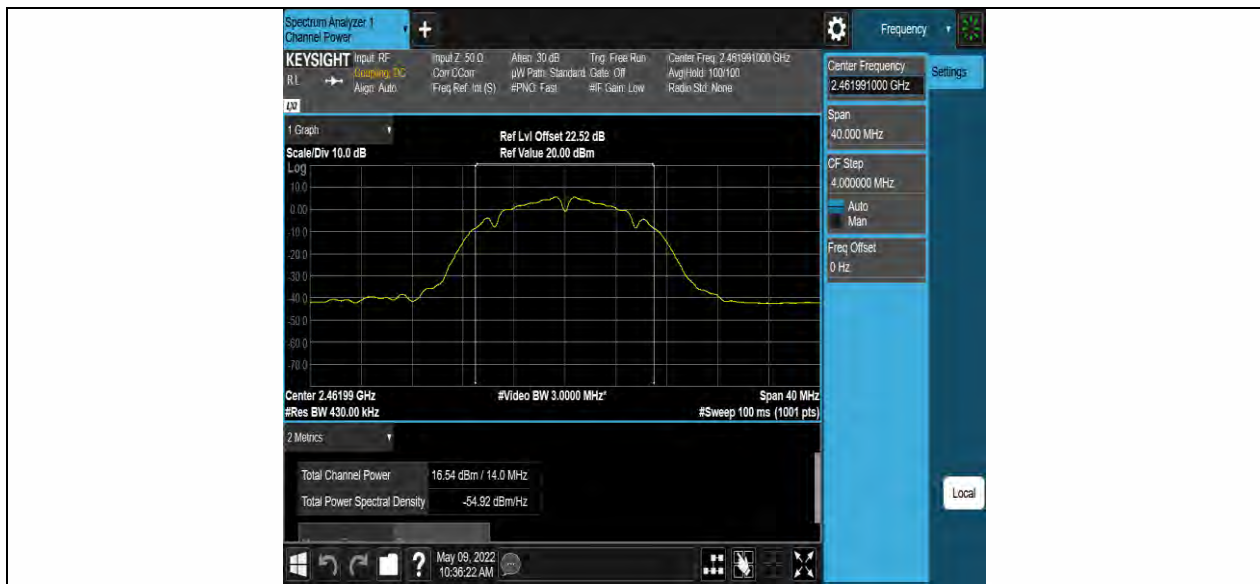 Spectrum Analyzer 1
Channel Power
+
Frequency
KEYSIGHT
RL
LXI
Input: RF
Coupling: DC
Align: Auto
Input Z: 50 Ω
Corr CCorr
Freq Ref: Int (S)
Atten: 30 dB
µW Path: Standard
#PNO: Fast
Trig: Free Run
Gate: Off
#IF Gain: Low
Center Freq: 2.461991000 GHz
Avg|Hold: 100/100
Radio Std: None
Center Frequency
2.461991000 GHz
Settings
Span
40.000 MHz
CF Step
4.000000 MHz
Auto
Man
Freq Offset
0 Hz
1 Graph
Scale/Div 10.0 dB
Ref Lvl Offset 22.52 dB
Ref Value 20.00 dBm
Log
10.0
0.00
-10.0
-20.0
-30.0
-40.0
-50.0
-60.0
-70.0
Center 2.46199 GHz
#Res BW 430.00 kHz
#Video BW 3.0000 MHz*
Span 40 MHz
#Sweep 100 ms (1001 pts)
2 Metrics
Total Channel Power 16.54 dBm / 14.0 MHz
Total Power Spectral Density -54.92 dBm/Hz
Local
?
May 09, 2022
10:36:22 AM